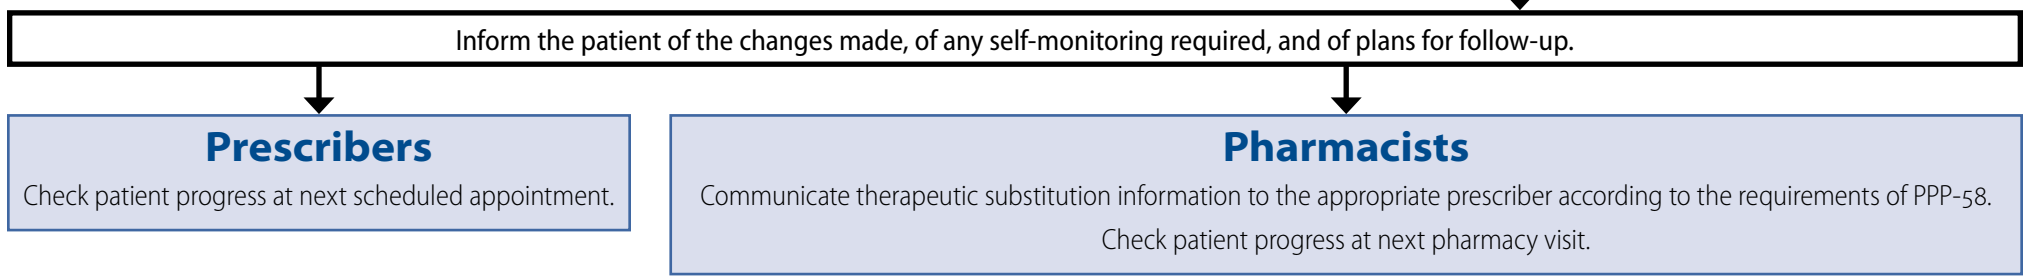 Inform the patient of the changes made, of any self-monitoring required, and of plans for follow-up.
Prescribers
Check patient progress at next scheduled appointment.
Pharmacists
Communicate therapeutic substitution information to the appropriate prescriber according to the requirements of PPP-58.
Check patient progress at next pharmacy visit.